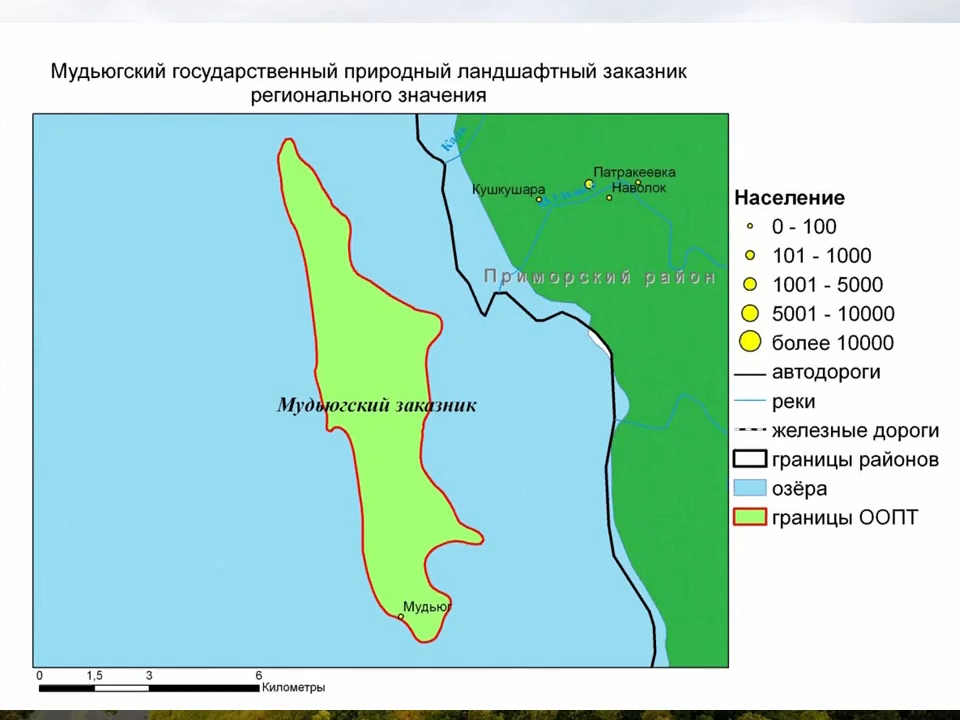 Мудьюгский государственный природный ландшафтный заказник
регионального значения
Кадь
Патракеевка
Кушкушара
Наволок
Приморский район
Мудьюгский заказник
Мудьюг
Население
0 - 100
101 - 1000
1001 - 5000
5001 - 10000
более 10000
автодороги
реки
железные дороги
границы районов
озёра
границы ООПТ
0 1,5 3 6
Километры